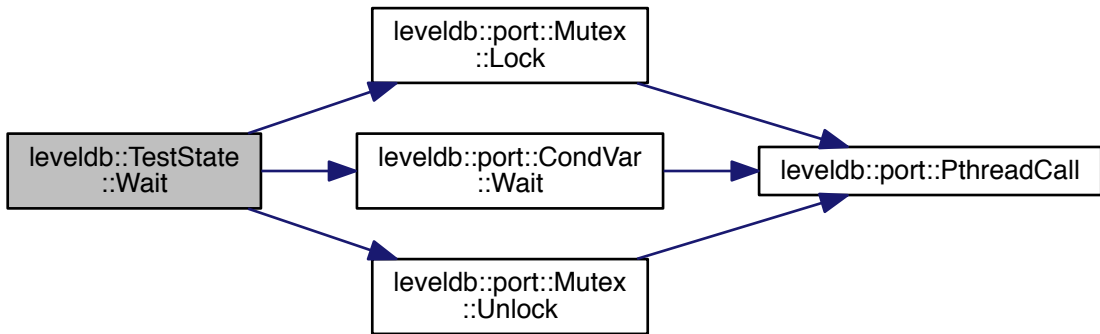 leveldb::port::Mutex
::Lock
leveldb::TestState
::Wait
leveldb::port::CondVar
::Wait
leveldb::port::PthreadCall
leveldb::port::Mutex
::Unlock